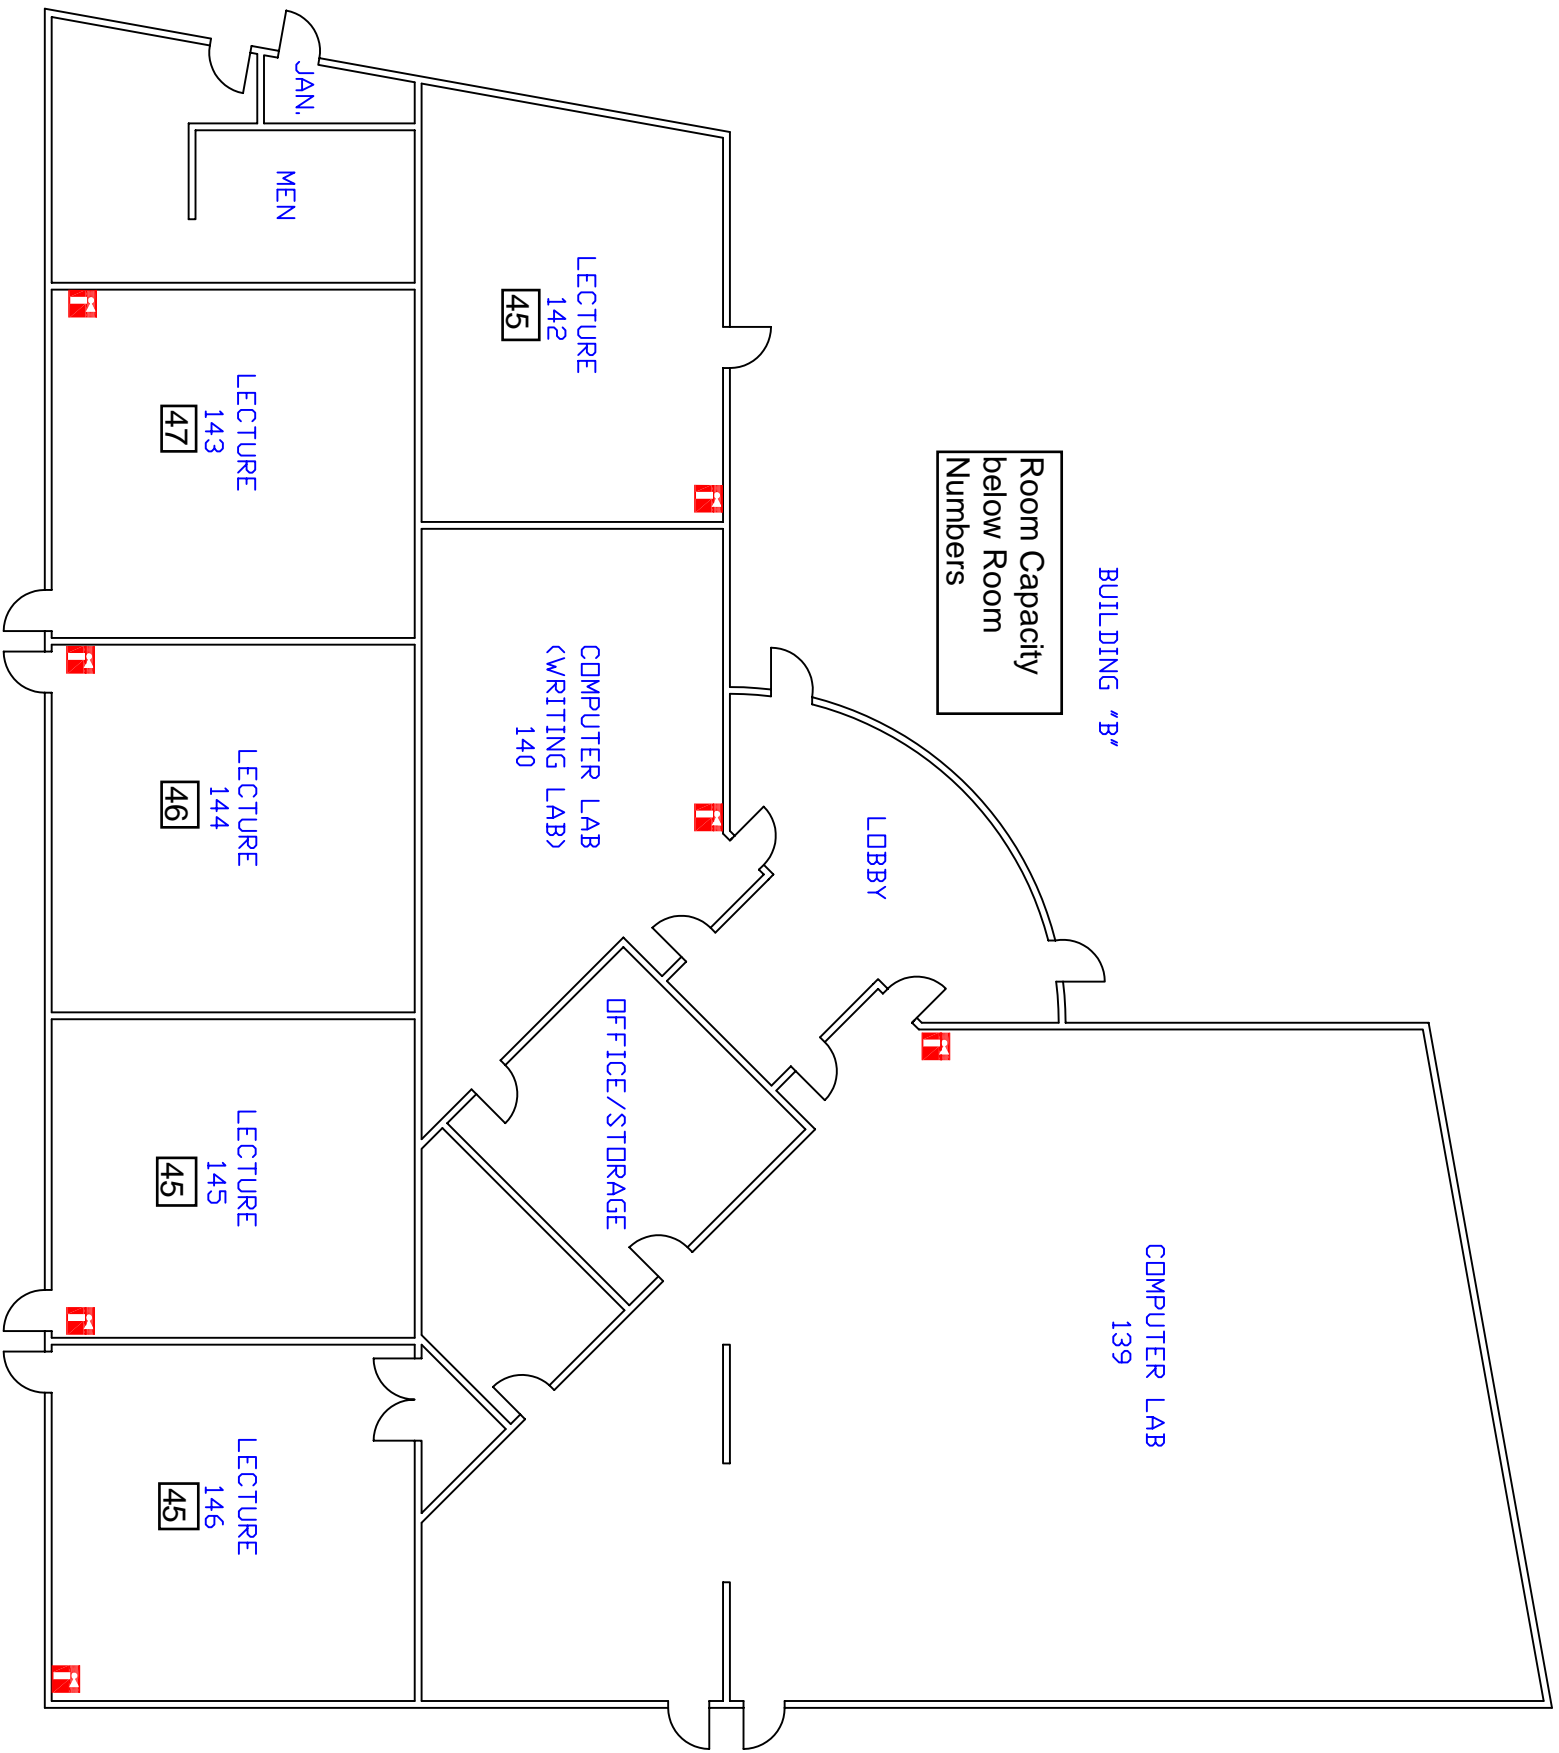 BUILDING "B"
Room Capacity
below Room
Numbers
COMPUTER LAB
139
LOBBY
OFFICE/STORAGE
COMPUTER LAB
(WRITING LAB)
140
LECTURE
142
45
JAN.
MEN
LECTURE
143
47
LECTURE
144
46
LECTURE
145
45
LECTURE
146
45